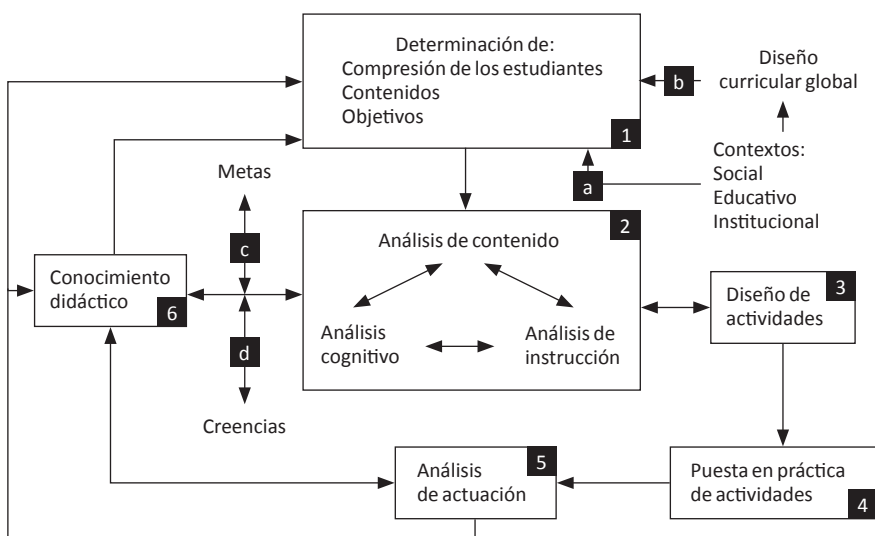 Determinación de:
Compresión de los estudiantes
Contenidos
Objetivos
1
b
Diseño
curricular global
a
Contextos:
Social
Educativo
Institucional
Metas
c
2
Análisis de contenido
Análisis
cognitivo
Análisis de
instrucción
3
Diseño de
actividades
Conocimiento
didáctico
6
d
Creencias
5
Análisis
de actuación
Puesta en práctica
de actividades
4